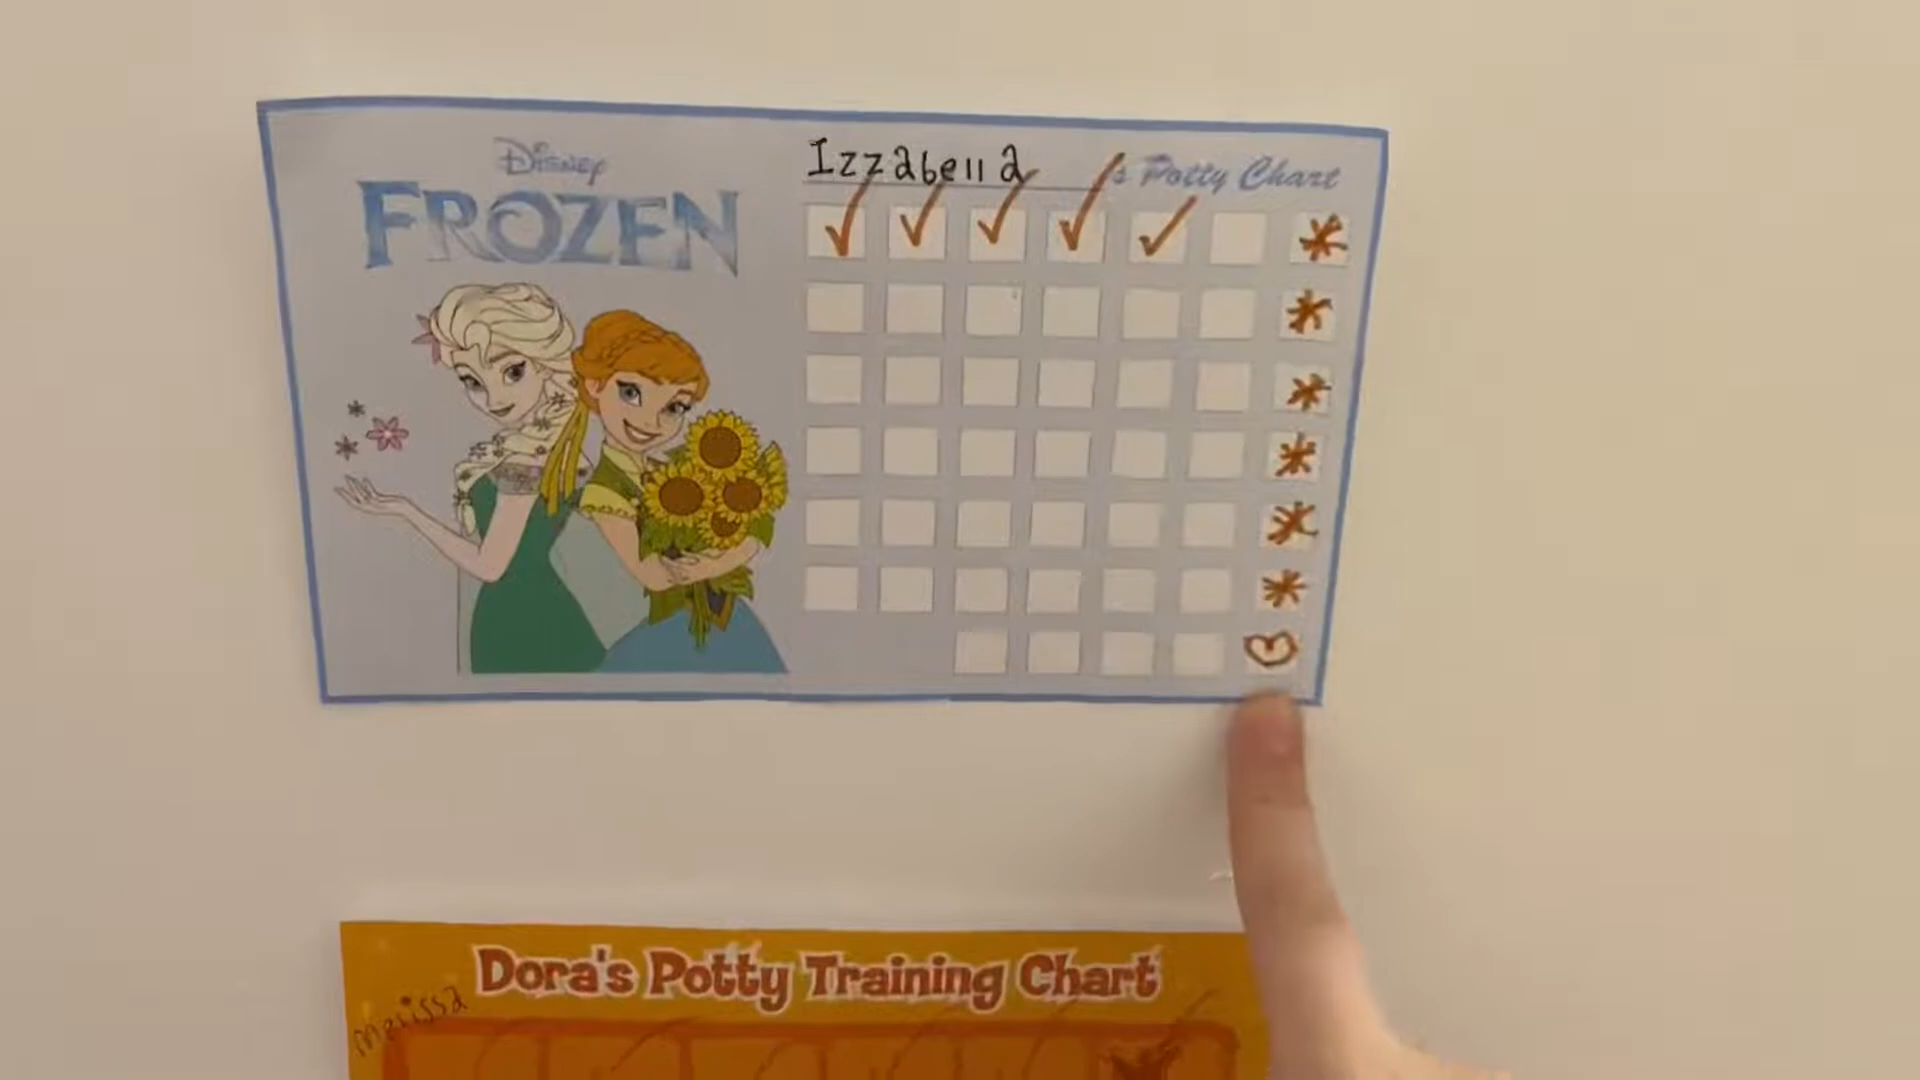 Disney
FROZEN
Izzabella 's Potty Chart
Dora's Potty Training Chart
Melissa